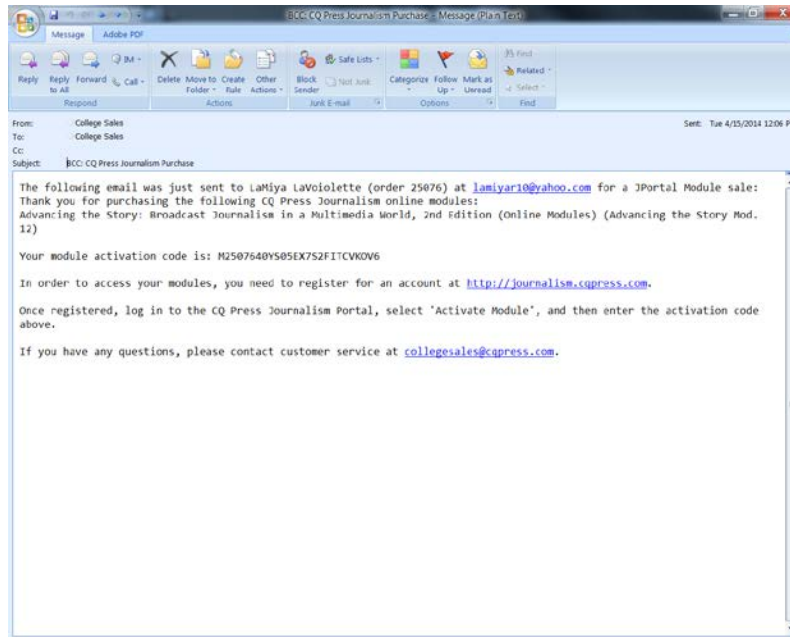 BCC: CQ Press Journalism Purchase - Message (Plain Text)
Message Adobe PDF
Reply Reply to All Forward IM Call
Delete Move to Folder Create Rule Other Actions
Block Sender Safe Lists Not Junk
Categorize Follow Up Mark as Unread
Find Related Select
Respond Actions Junk E-mail Options Find
From: College Sales Sent: Tue 4/15/2014 12:06 P
To: College Sales
Cc:
Subject: BCC: CQ Press Journalism Purchase
The following email was just sent to LaMiya LaVoiolette (order 25076) at lamiyar10@yahoo.com for a JPortal Module sale:
Thank you for purchasing the following CQ Press Journalism online modules:
Advancing the Story: Broadcast Journalism in a Multimedia World, 2nd Edition (Online Modules) (Advancing the Story Mod.
12)
Your module activation code is: M2507640YS05EX7S2FITCVKOV6
In order to access your modules, you need to register for an account at http://journalism.cqpress.com.
Once registered, log in to the CQ Press Journalism Portal, select 'Activate Module', and then enter the activation code
above.
If you have any questions, please contact customer service at collegesales@cqpress.com.